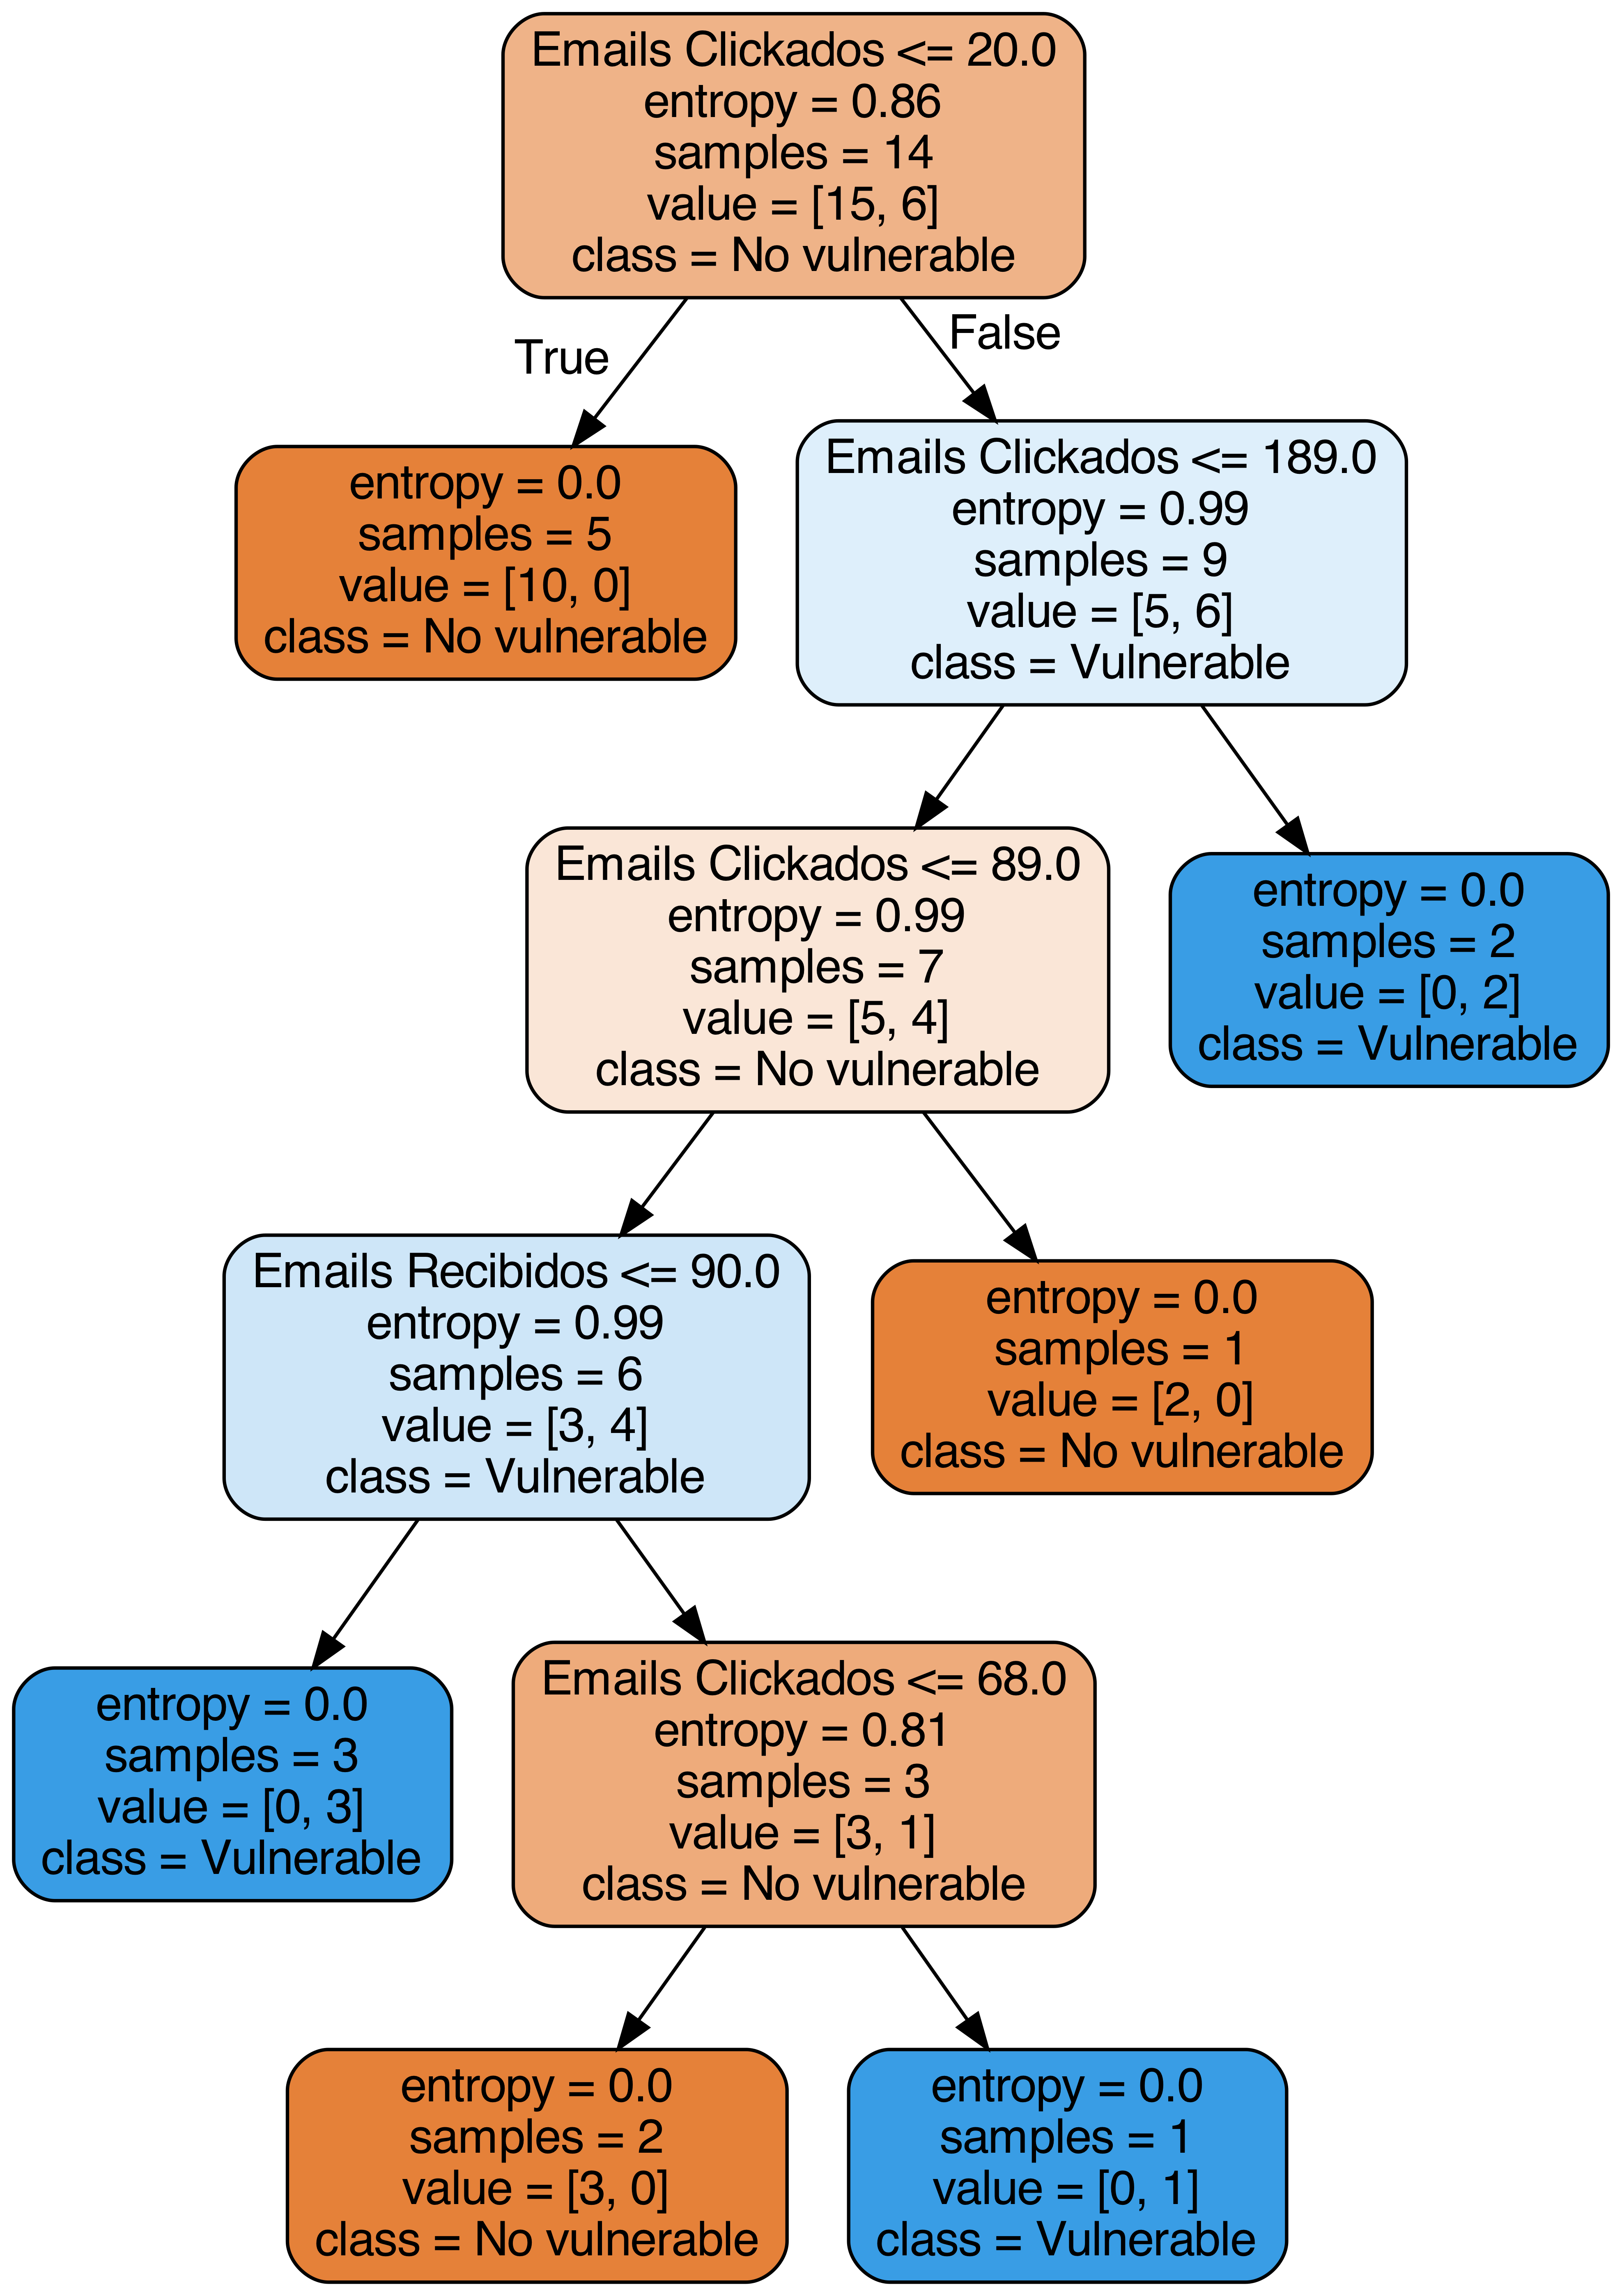 Emails Clickados <= 20.0
entropy = 0.86
samples = 14
value = [15, 6]
class = No vulnerable
True
False
entropy = 0.0
samples = 5
value = [10, 0]
class = No vulnerable
Emails Clickados <= 189.0
entropy = 0.99
samples = 9
value = [5, 6]
class = Vulnerable
Emails Clickados <= 89.0
entropy = 0.99
samples = 7
value = [5, 4]
class = No vulnerable
entropy = 0.0
samples = 2
value = [0, 2]
class = Vulnerable
Emails Recibidos <= 90.0
entropy = 0.99
samples = 6
value = [3, 4]
class = Vulnerable
entropy = 0.0
samples = 1
value = [2, 0]
class = No vulnerable
entropy = 0.0
samples = 3
value = [0, 3]
class = Vulnerable
Emails Clickados <= 68.0
entropy = 0.81
samples = 3
value = [3, 1]
class = No vulnerable
entropy = 0.0
samples = 2
value = [3, 0]
class = No vulnerable
entropy = 0.0
samples = 1
value = [0, 1]
class = Vulnerable